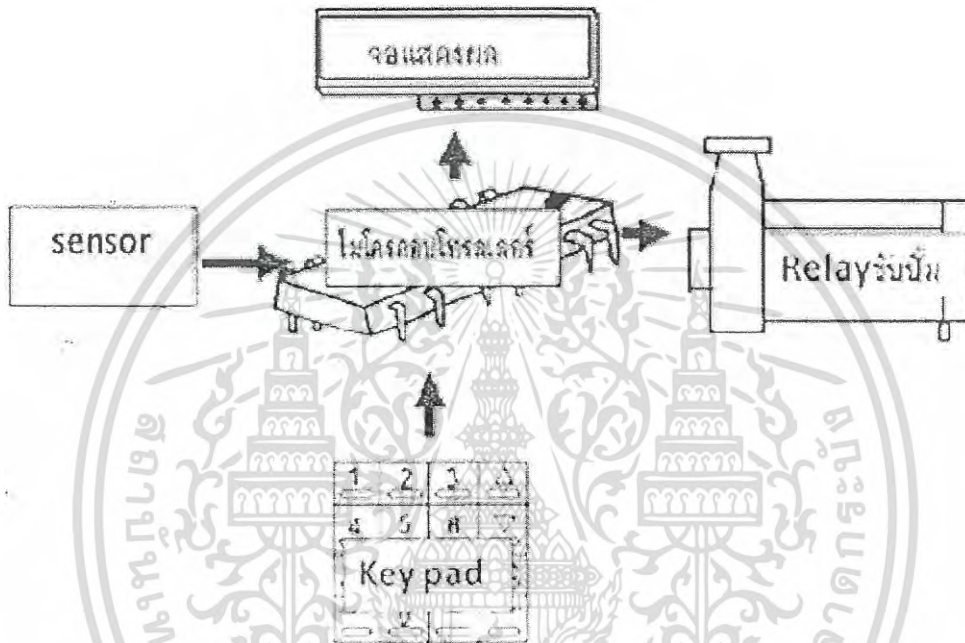 จอแสดงผล
sensor
ไมโครคอนโทรลเลอร์
Relayขับปั๊ม
1 2 3 △
4 5 6 ▽
Key pad